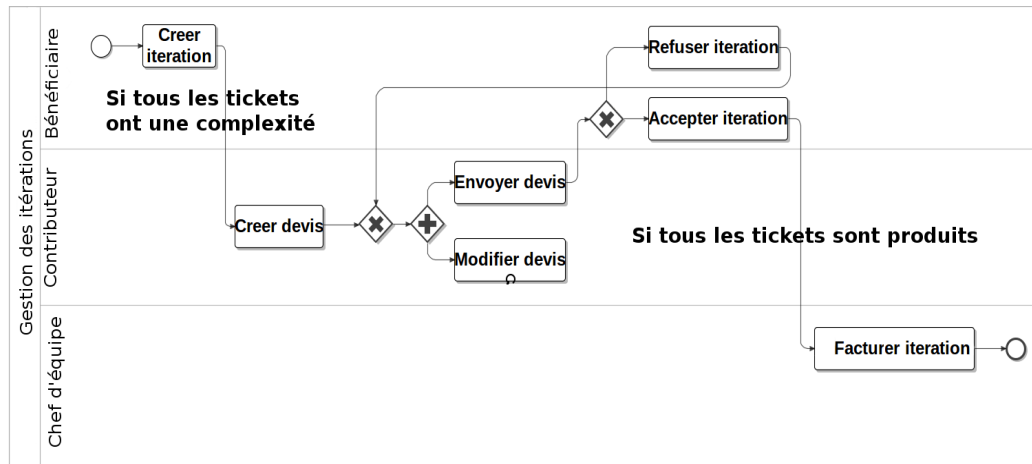 Gestion des itérations
Bénéficiaire
Creer
iteration
Si tous les tickets
ont une complexité
Refuser iteration
Accepter iteration
Contributeur
Creer devis
Envoyer devis
Modifier devis
Si tous les tickets sont produits
Chef d'équipe
Facturer iteration